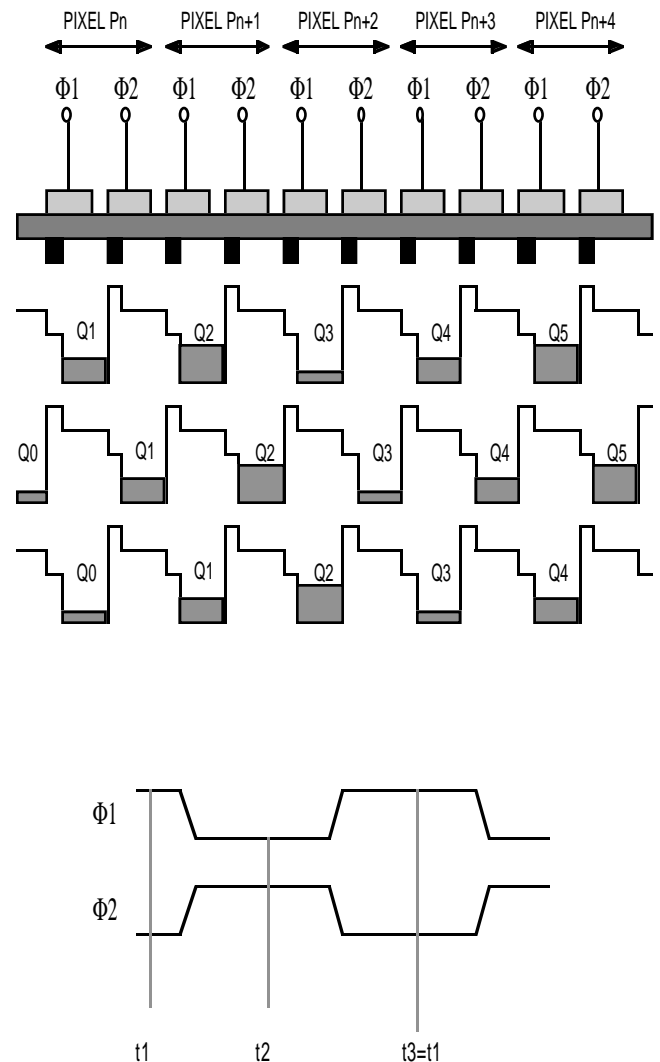 PIXEL Pn PIXEL Pn+1 PIXEL Pn+2 PIXEL Pn+3 PIXEL Pn+4
Φ1 Φ2 Φ1 Φ2 Φ1 Φ2 Φ1 Φ2 Φ1 Φ2
Q1 Q2 Q3 Q4 Q5
Q0 Q1 Q2 Q3 Q4 Q5
Q0 Q1 Q2 Q3 Q4
Φ1
Φ2
t1 t2 t3=t1